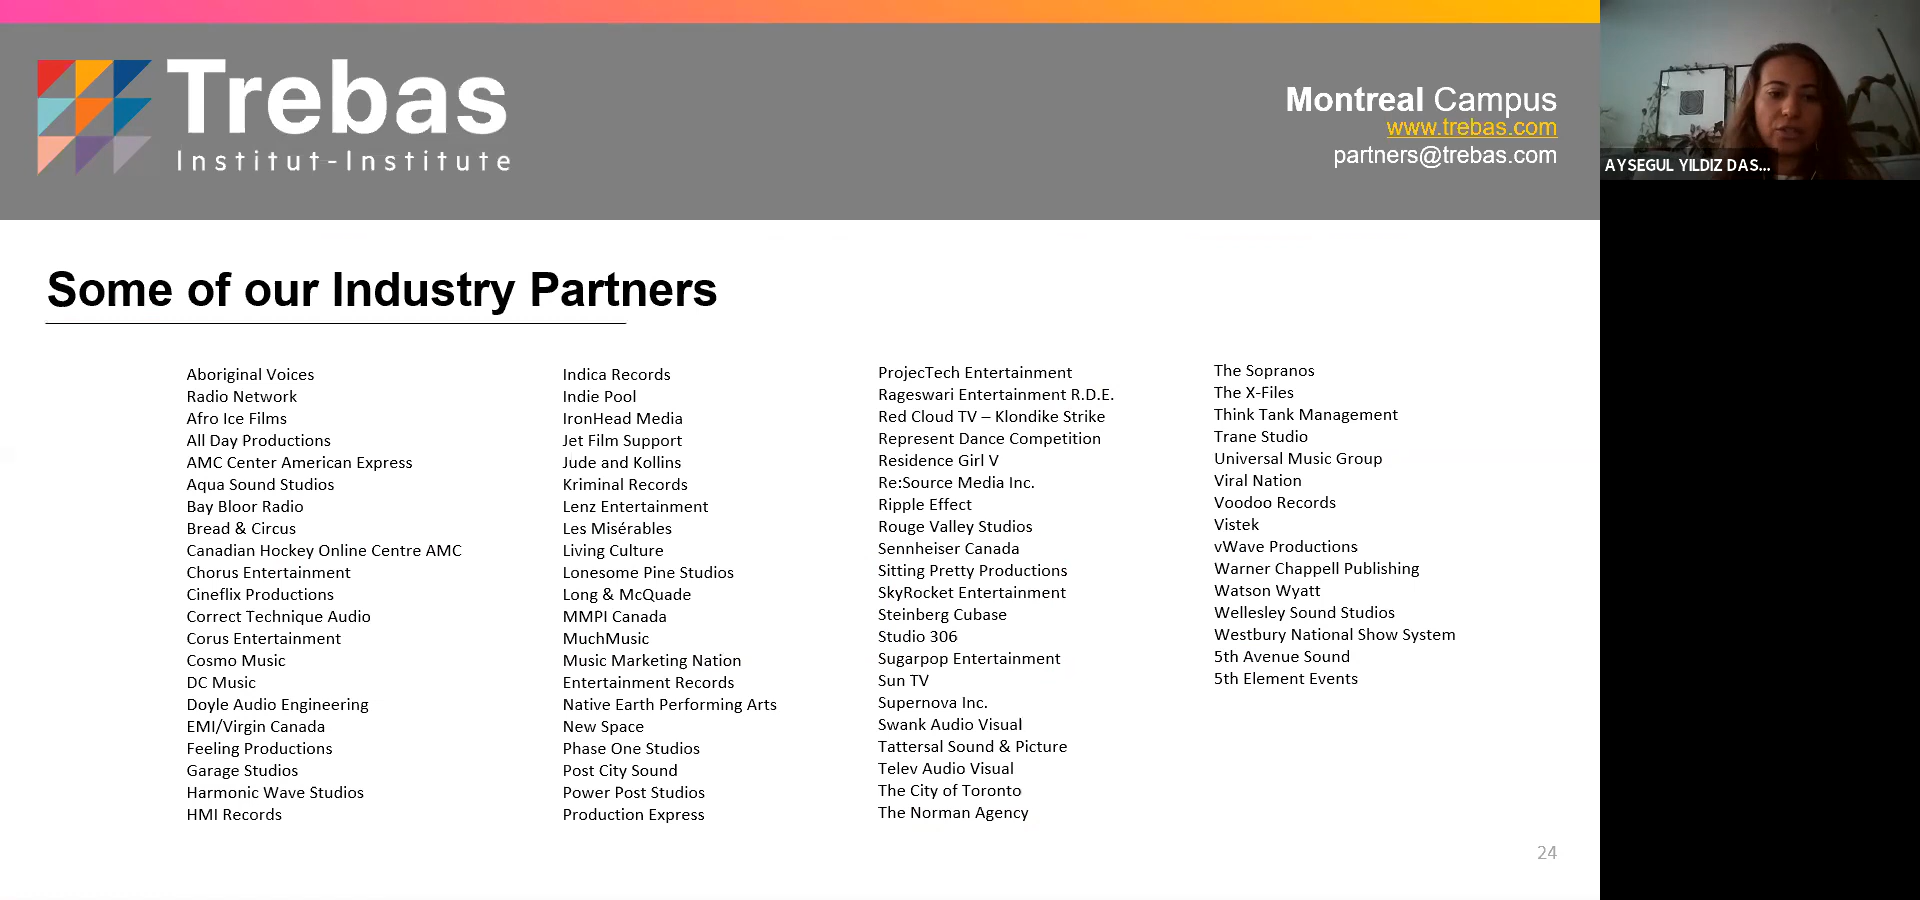 Trebas
Institut-Institute
Montreal Campus
www.trebas.com
partners@trebas.com
AYSEGUL YILDIZ DAS...
Some of our Industry Partners
Aboriginal Voices
Radio Network
Afro Ice Films
All Day Productions
AMC Center American Express
Aqua Sound Studios
Bay Bloor Radio
Bread & Circus
Canadian Hockey Online Centre AMC
Chorus Entertainment
Cineflix Productions
Correct Technique Audio
Corus Entertainment
Cosmo Music
DC Music
Doyle Audio Engineering
EMI/Virgin Canada
Feeling Productions
Garage Studios
Harmonic Wave Studios
HMI Records
Indica Records
Indie Pool
IronHead Media
Jet Film Support
Jude and Kollins
Kriminal Records
Lenz Entertainment
Les Misérables
Living Culture
Lonesome Pine Studios
Long & McQuade
MMPI Canada
MuchMusic
Music Marketing Nation
Entertainment Records
Native Earth Performing Arts
New Space
Phase One Studios
Post City Sound
Power Post Studios
Production Express
ProjecTech Entertainment
Rageswari Entertainment R.D.E.
Red Cloud TV – Klondike Strike
Represent Dance Competition
Residence Girl V
Re:Source Media Inc.
Ripple Effect
Rouge Valley Studios
Sennheiser Canada
Sitting Pretty Productions
SkyRocket Entertainment
Steinberg Cubase
Studio 306
Sugarpop Entertainment
Sun TV
Supernova Inc.
Swank Audio Visual
Tattersal Sound & Picture
Telev Audio Visual
The City of Toronto
The Norman Agency
The Sopranos
The X-Files
Think Tank Management
Trane Studio
Universal Music Group
Viral Nation
Voodoo Records
Vistek
vWave Productions
Warner Chappell Publishing
Watson Wyatt
Wellesley Sound Studios
Westbury National Show System
5th Avenue Sound
5th Element Events
24